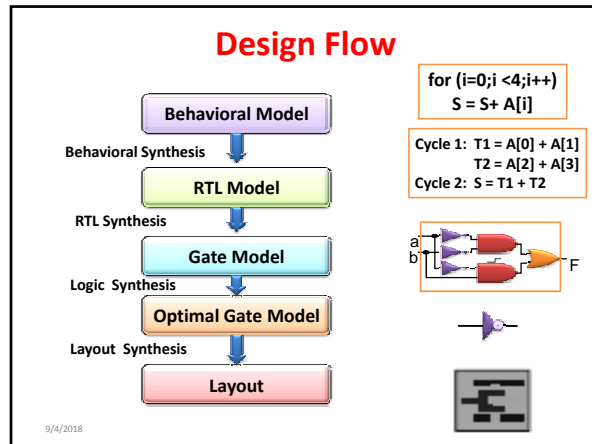 Design Flow
Behavioral Model
Behavioral Synthesis
RTL Model
RTL Synthesis
Gate Model
Logic Synthesis
Optimal Gate Model
Layout Synthesis
Layout
for (i=0;i <4;i++)
S = S+ A[i]
Cycle 1: T1 = A[0] + A[1]
T2 = A[2] + A[3]
Cycle 2: S = T1 + T2
a
b
F
9/4/2018